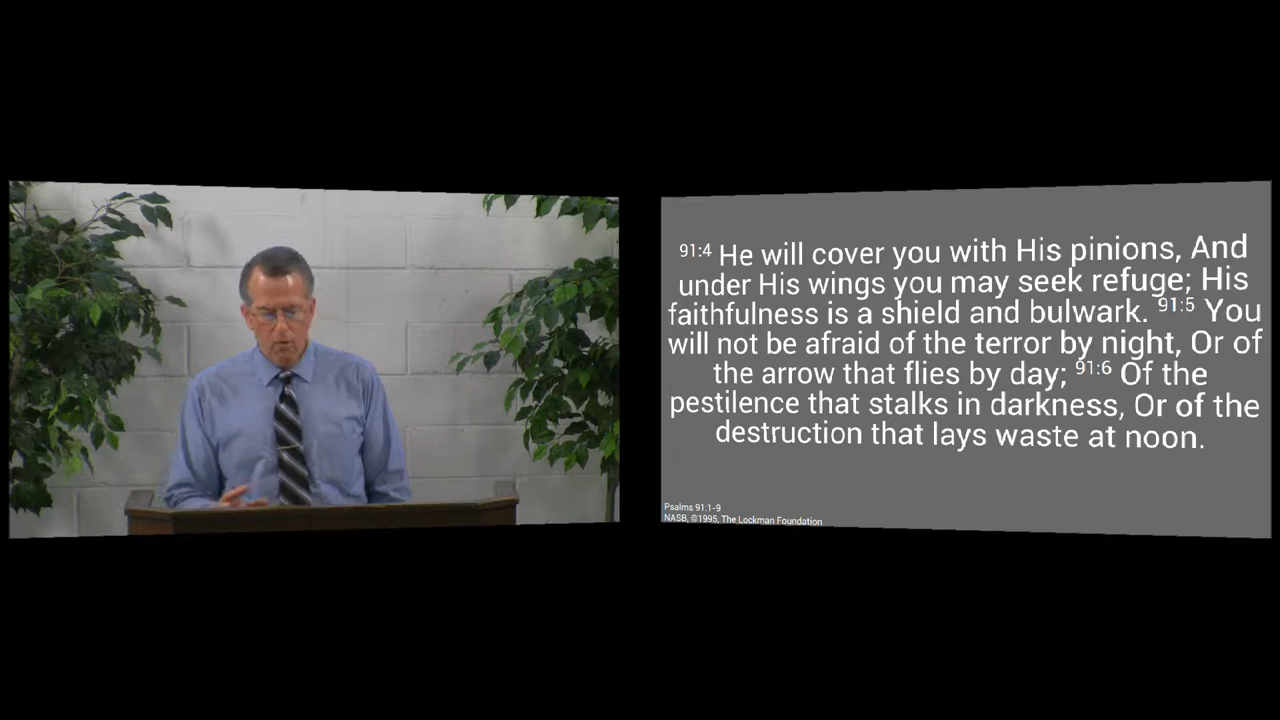 91:4 He will cover you with His pinions, And
under His wings you may seek refuge; His
faithfulness is a shield and bulwark. 91:5 You
will not be afraid of the terror by night, Or of
the arrow that flies by day; 91:6 Of the
pestilence that stalks in darkness, Or of the
destruction that lays waste at noon.
Psalms 91:1-9
NASB, ©1995, The Lockman Foundation